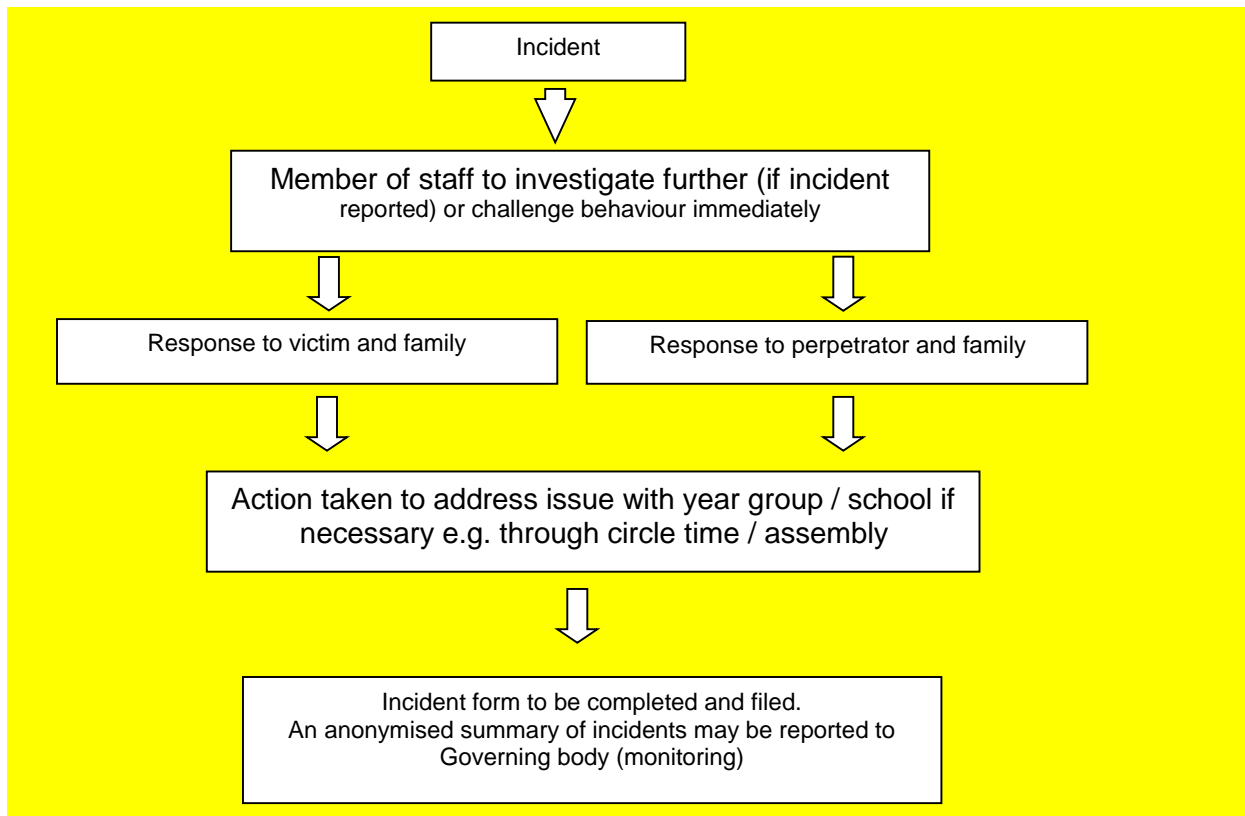 Incident
Member of staff to investigate further (if incident
reported) or challenge behaviour immediately
Response to victim and family
Response to perpetrator and family
Action taken to address issue with year group / school if
necessary e.g. through circle time / assembly
Incident form to be completed and filed.
An anonymised summary of incidents may be reported to
Governing body (monitoring)